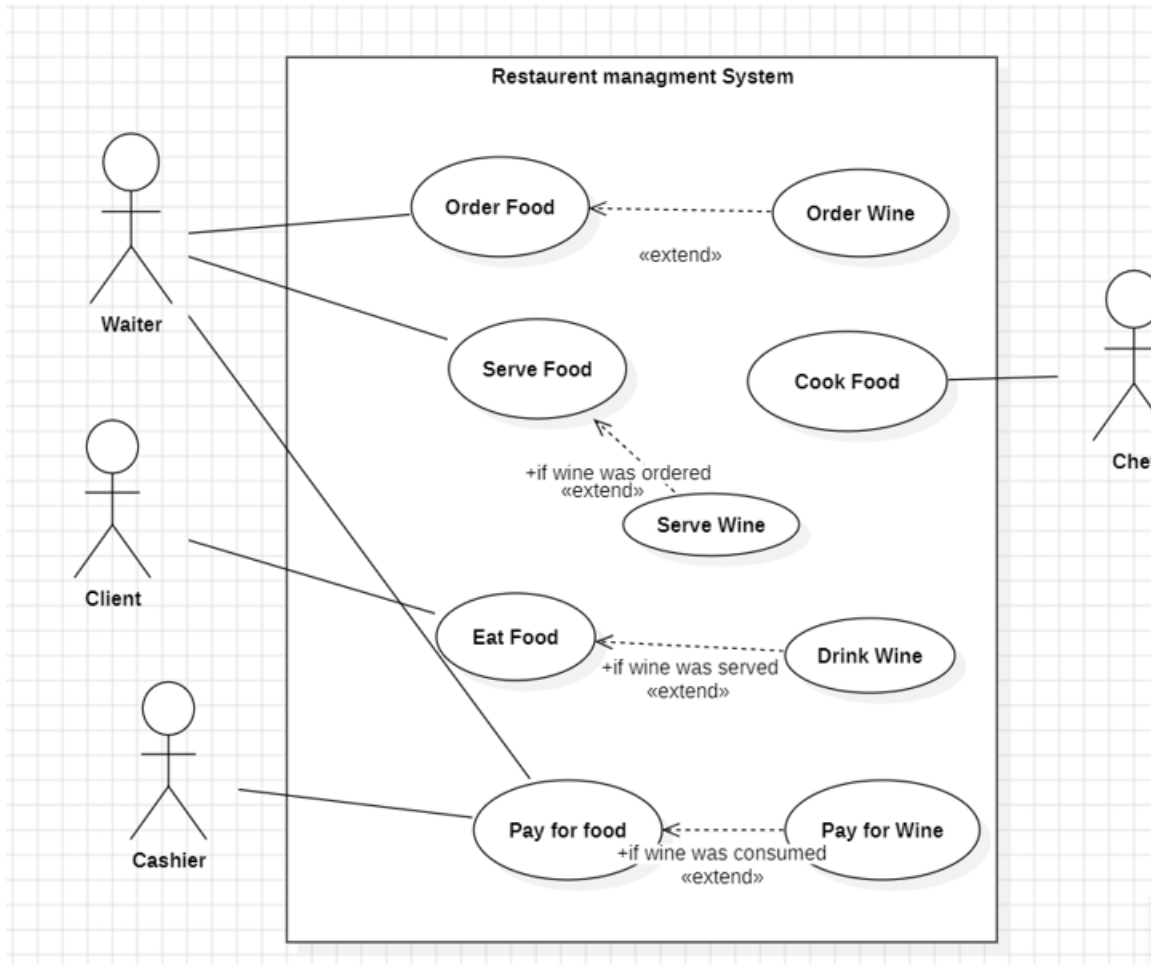 Restaurent managment System
Order Food
Order Wine
«extend»
Waiter
Serve Food
Cook Food
+if wine was ordered
«extend»
Serve Wine
Client
Eat Food
Drink Wine
+if wine was served
«extend»
Pay for food
Pay for Wine
+if wine was consumed
«extend»
Cashier